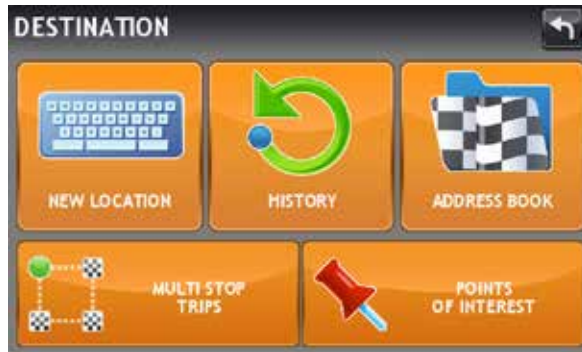 DESTINATION
NEW LOCATION
HISTORY
ADDRESS BOOK
MULTI STOP
TRIPS
POINTS
OF INTEREST